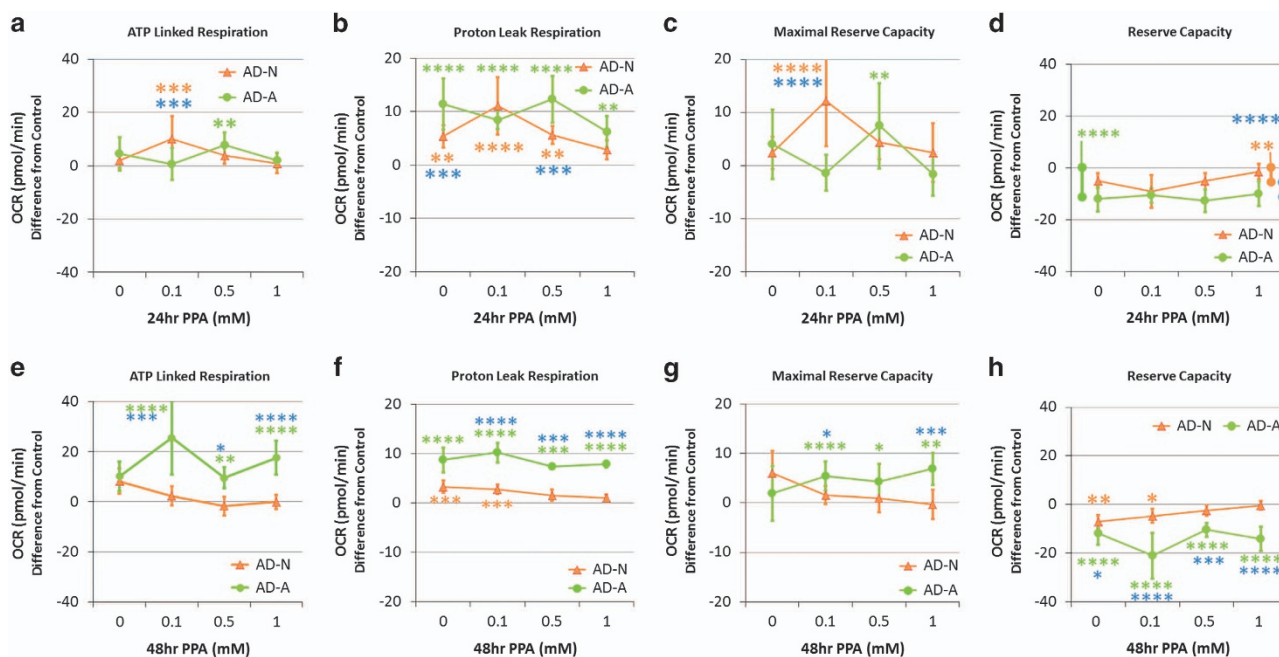 a
ATP Linked Respiration
OCR (pmol/min)
Difference from Control
40
20
0
-20
-40
***
***
**
AD-N
AD-A
0 0.1 0.5 1
24hr PPA (mM)
b
Proton Leak Respiration
OCR (pmol/min)
Difference from Control
20
10
0
-10
-20
**** **** **** **
AD-N
AD-A
** **** **
*** ***
0 0.1 0.5 1
24hr PPA (mM)
c
Maximal Reserve Capacity
OCR (pmol/min)
Difference from Control
20
10
0
-10
-20
****
****
**
AD-N
AD-A
0 0.1 0.5 1
24hr PPA (mM)
d
Reserve Capacity
OCR (pmol/min)
Difference from Control
40
20
0
-20
-40
****
****
**
AD-N
AD-A
0 0.1 0.5 1
24hr PPA (mM)
e
ATP Linked Respiration
OCR (pmol/min)
Difference from Control
40
20
0
-20
-40
****
***
*
**
****
****
AD-N
AD-A
0 0.1 0.5 1
48hr PPA (mM)
f
Proton Leak Respiration
OCR (pmol/min)
Difference from Control
20
10
0
-10
-20
**** *** ****
**** **** *** ****
*** ***
AD-N
AD-A
0 0.1 0.5 1
48hr PPA (mM)
g
Maximal Reserve Capacity
OCR (pmol/min)
Difference from Control
20
10
0
-10
-20
* ***
**** * **
AD-N
AD-A
0 0.1 0.5 1
48hr PPA (mM)
h
Reserve Capacity
OCR (pmol/min)
Difference from Control
40
20
0
-20
-40
AD-N AD-A
** *
**** **** **** ****
* **** *** ****
0 0.1 0.5 1
48hr PPA (mM)